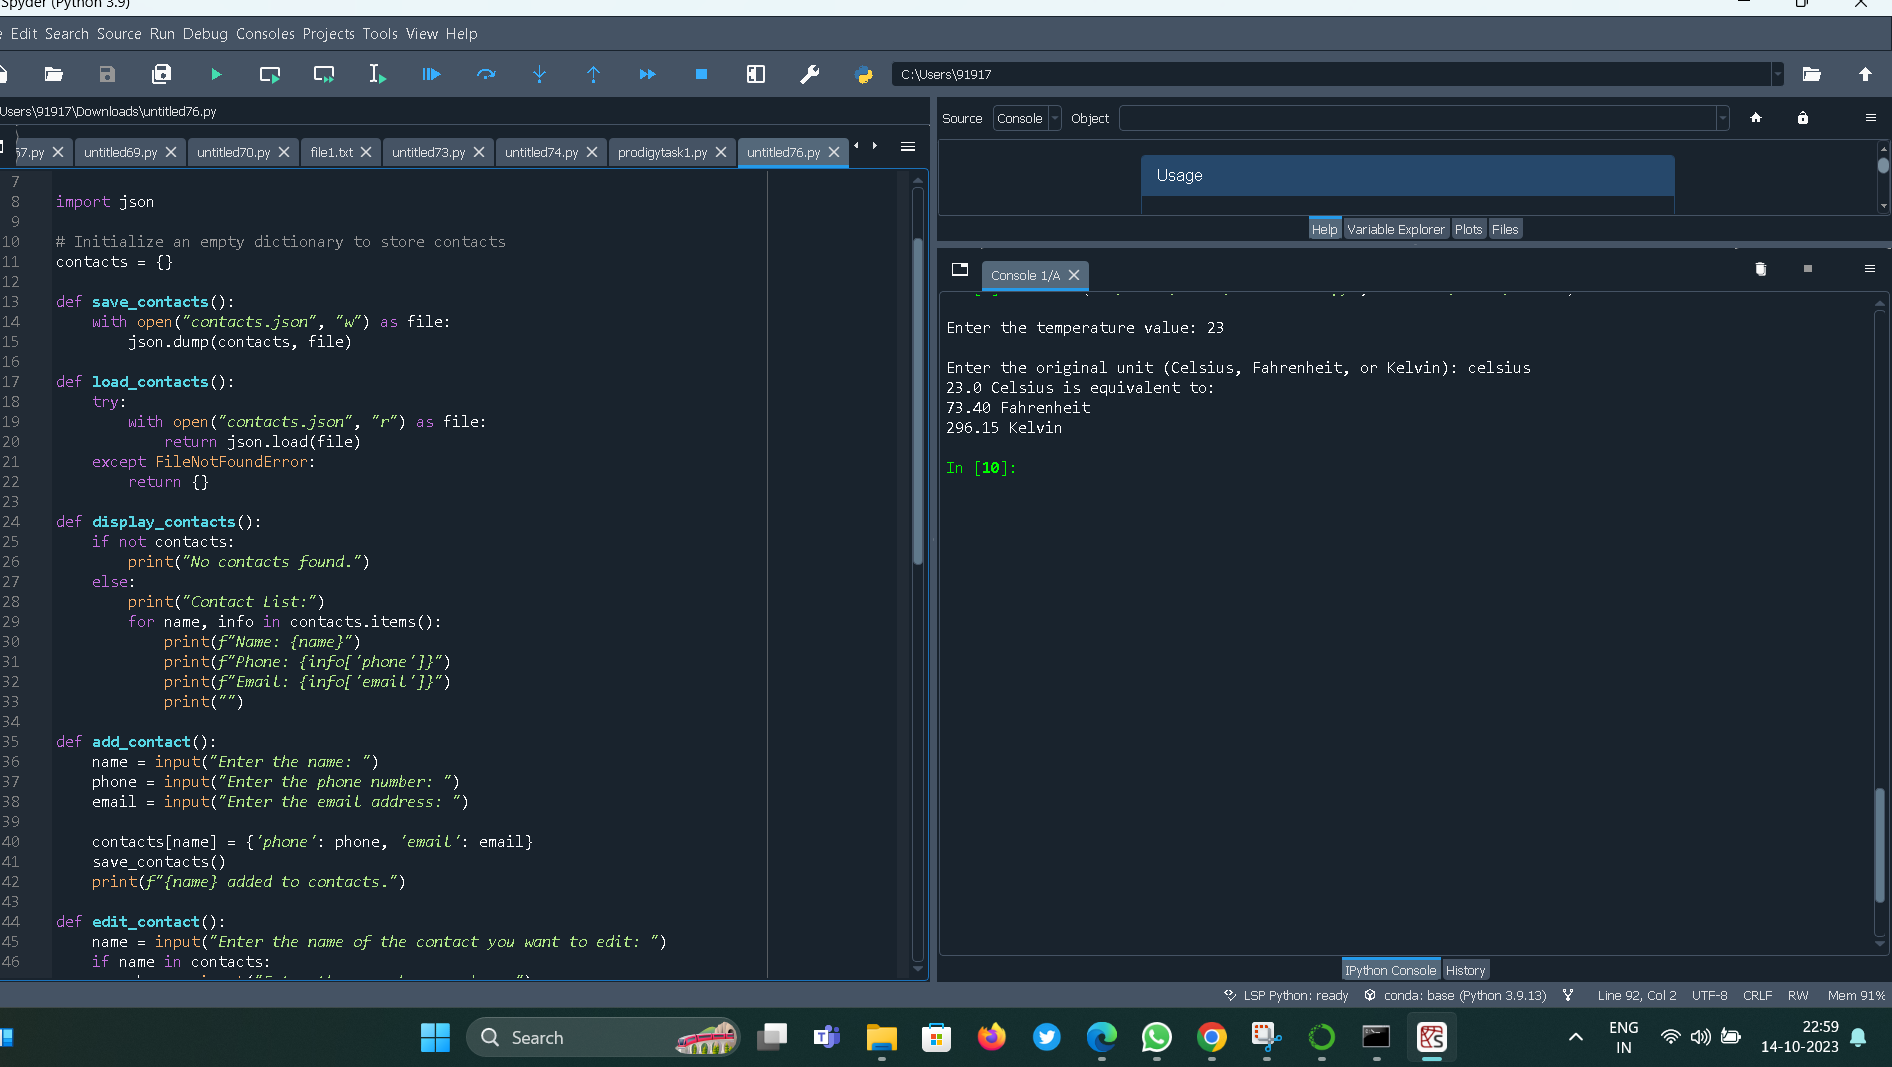 Spyder (Python 3.9)
Edit Search Source Run Debug Consoles Projects Tools View Help
C:\Users\91917
Users\91917\Downloads\untitled76.py
57.py untitled69.py untitled70.py file1.txt untitled73.py untitled74.py prodigytask1.py untitled76.py
7
8 import json
9
10 # Initialize an empty dictionary to store contacts
11 contacts = {}
12
13 def save_contacts():
14     with open("contacts.json", "w") as file:
15         json.dump(contacts, file)
16
17 def load_contacts():
18     try:
19         with open("contacts.json", "r") as file:
20             return json.load(file)
21     except FileNotFoundError:
22         return {}
23
24 def display_contacts():
25     if not contacts:
26         print("No contacts found.")
27     else:
28         print("Contact List:")
29         for name, info in contacts.items():
30             print(f"Name: {name}")
31             print(f"Phone: {info['phone']}")
32             print(f"Email: {info['email']}")
33             print("")
34
35 def add_contact():
36     name = input("Enter the name: ")
37     phone = input("Enter the phone number: ")
38     email = input("Enter the email address: ")
39
40     contacts[name] = {'phone': phone, 'email': email}
41     save_contacts()
42     print(f"{name} added to contacts.")
43
44 def edit_contact():
45     name = input("Enter the name of the contact you want to edit: ")
46     if name in contacts:
Source Console Object
Usage
Help Variable Explorer Plots Files
Console 1/A
Enter the temperature value: 23
Enter the original unit (Celsius, Fahrenheit, or Kelvin): celsius
23.0 Celsius is equivalent to:
73.40 Fahrenheit
296.15 Kelvin
In [10]:
IPython Console History
LSP Python: ready conda: base (Python 3.9.13) Line 92, Col 2 UTF-8 CRLF RW Mem 91%
Search
ENG
IN
22:59
14-10-2023